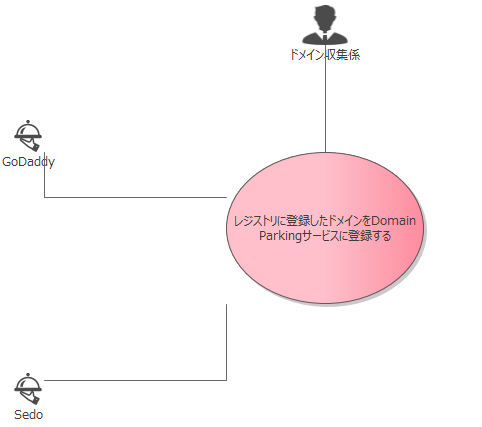 ドメイン収集係
GoDaddy
レジストリに登録したドメインをDomain
Parkingサービスに登録する
Sedo